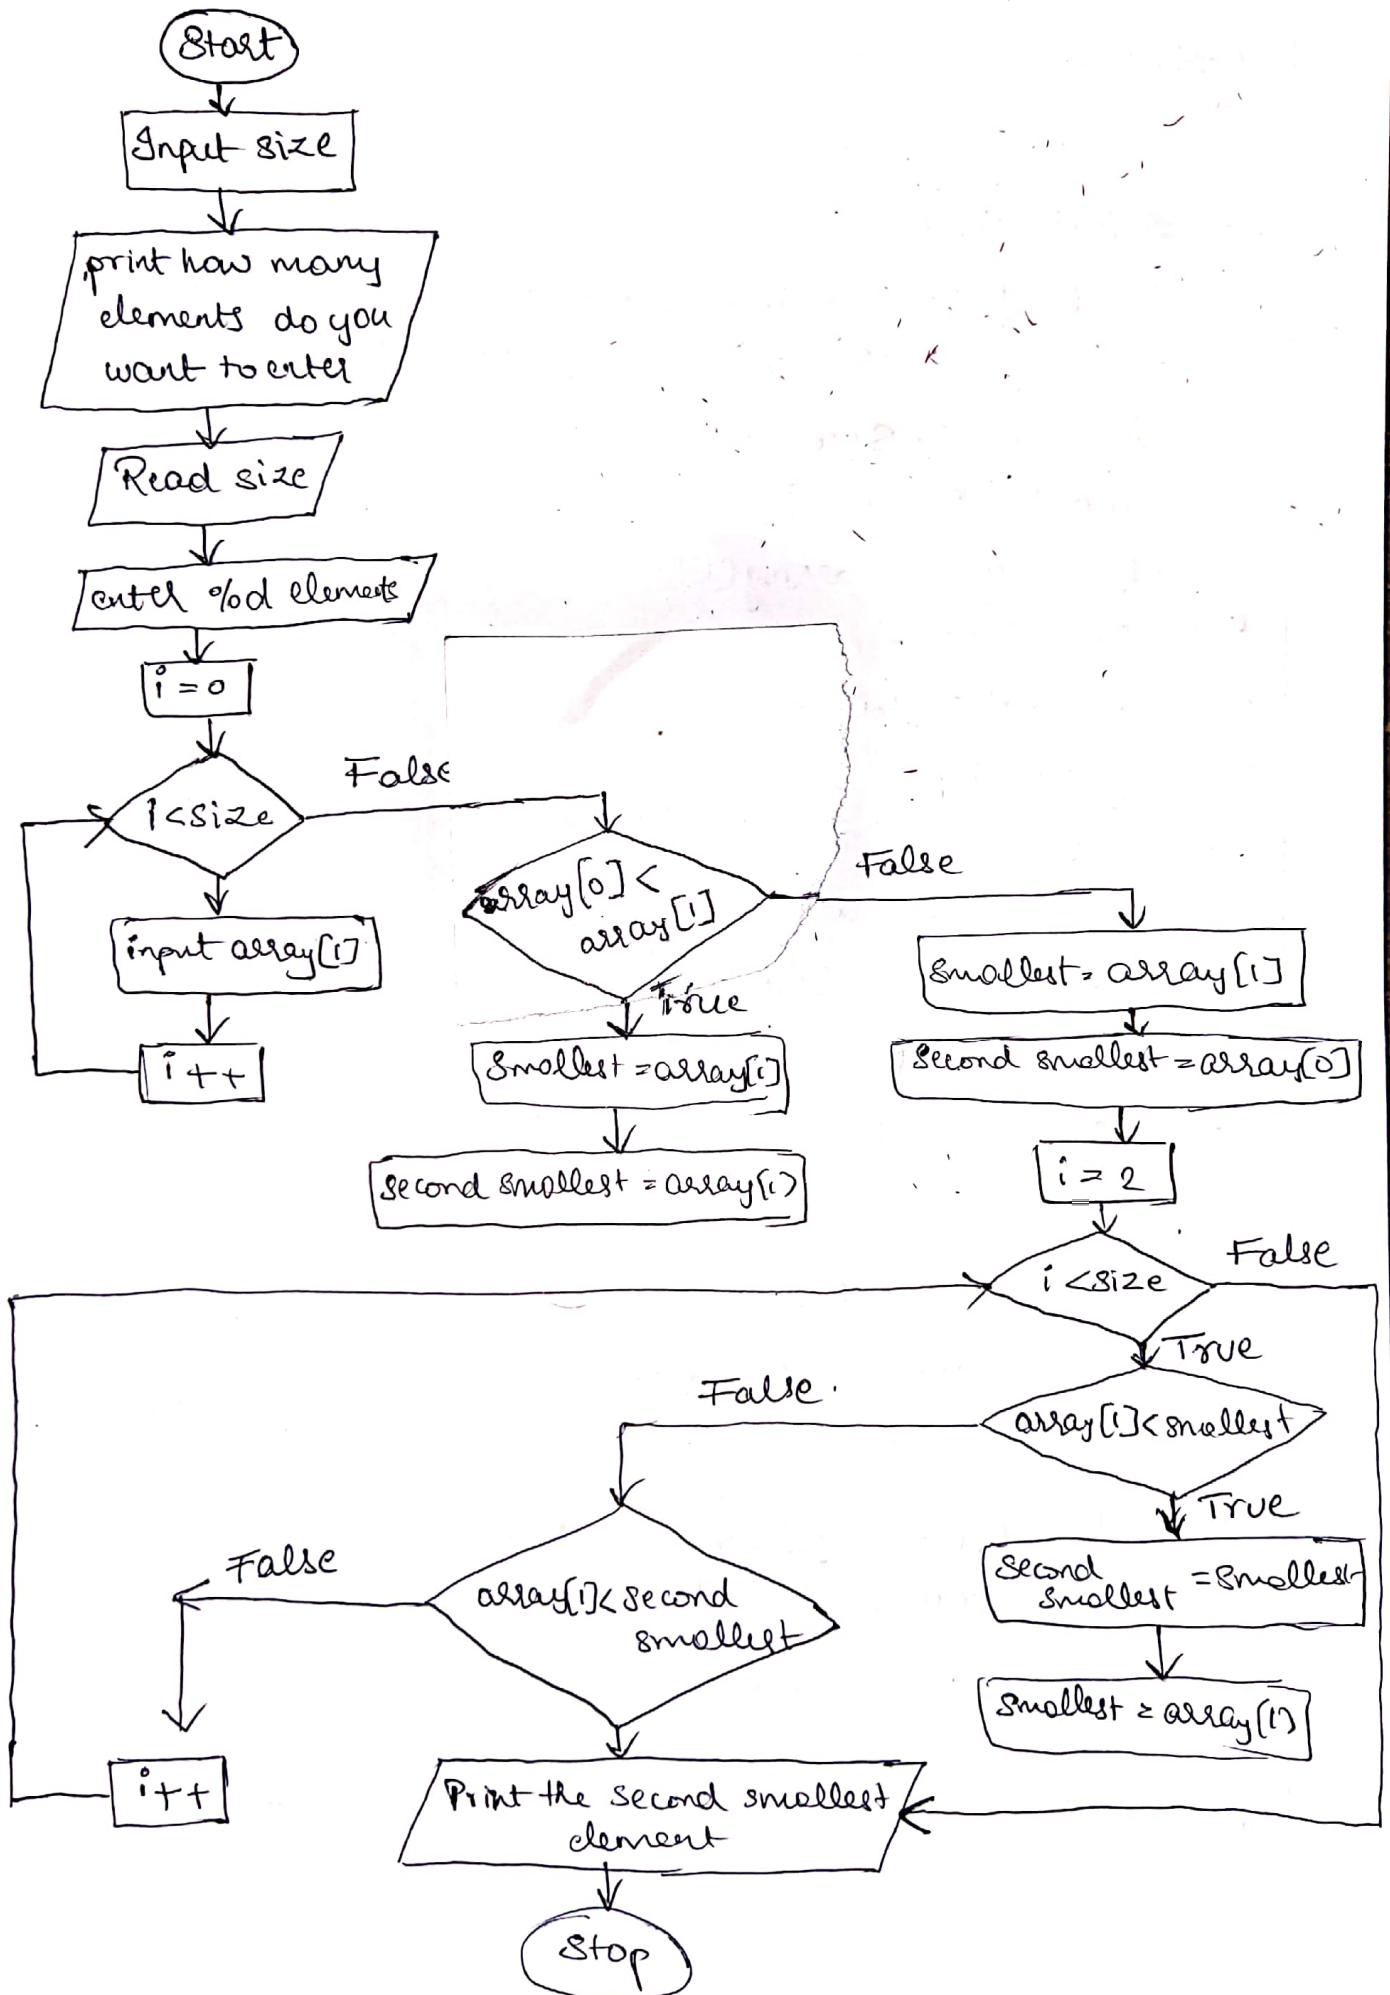 Start
Input size
print how many
elements do you
want to enter
Read size
enter %d elements
i = 0
i<size
False
input array[i]
i++
array[0]<
array[1]
False
True
smallest = array[1]
second smallest = array[0]
Smallest = array[i]
second smallest = array[i]
i = 2
i <size
False
True
array[i]< smallest
False.
True
second
smallest = smallest
smallest = array[i]
array[i]< second
smallest
False
i++
Print the second smallest
element
Stop